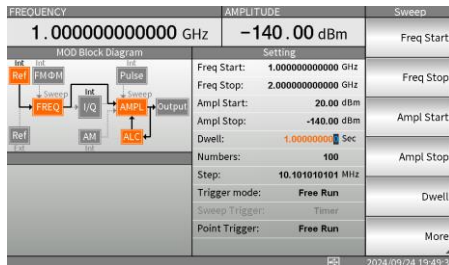 FREQUENCY AMPLITUDE Sweep
1.000000000000 GHz -140.00 dBm
MOD Block Diagram Setting
Freq Start
Freq Stop
Ampl Start
Ampl Stop
Dwell
More
Int Int Int
Ref FMΦM Pulse
Sweep Int Sweep
FREQ I/Q AMPL Output
Ref AM ALC
Ext Int
Freq Start: 1.000000000000 GHz
Freq Stop: 2.000000000000 GHz
Ampl Start: 20.00 dBm
Ampl Stop: -140.00 dBm
Dwell: 1.000000000 Sec
Numbers: 100
Step: 10.101010101 MHz
Trigger mode: Free Run
Sweep Trigger: Timer
Point Trigger: Free Run
2024/09/24 19:49:3